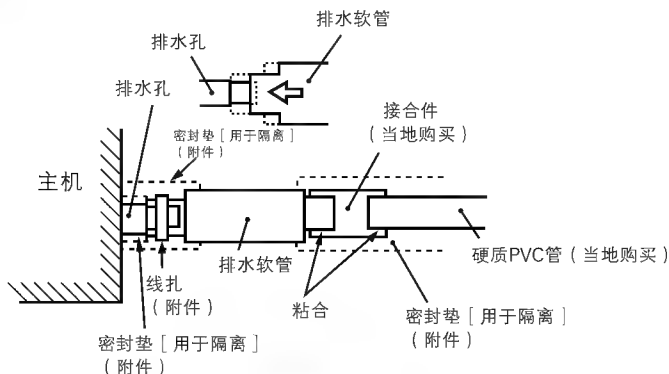 排水软管
排水孔
排水孔
密封垫［用于隔离］
（附件）
接合件
（当地购买）
主机
排水软管
硬质PVC管（当地购买）
线孔
（附件）
粘合
密封垫［用于隔离］
（附件）
密封垫［用于隔离］
（附件）